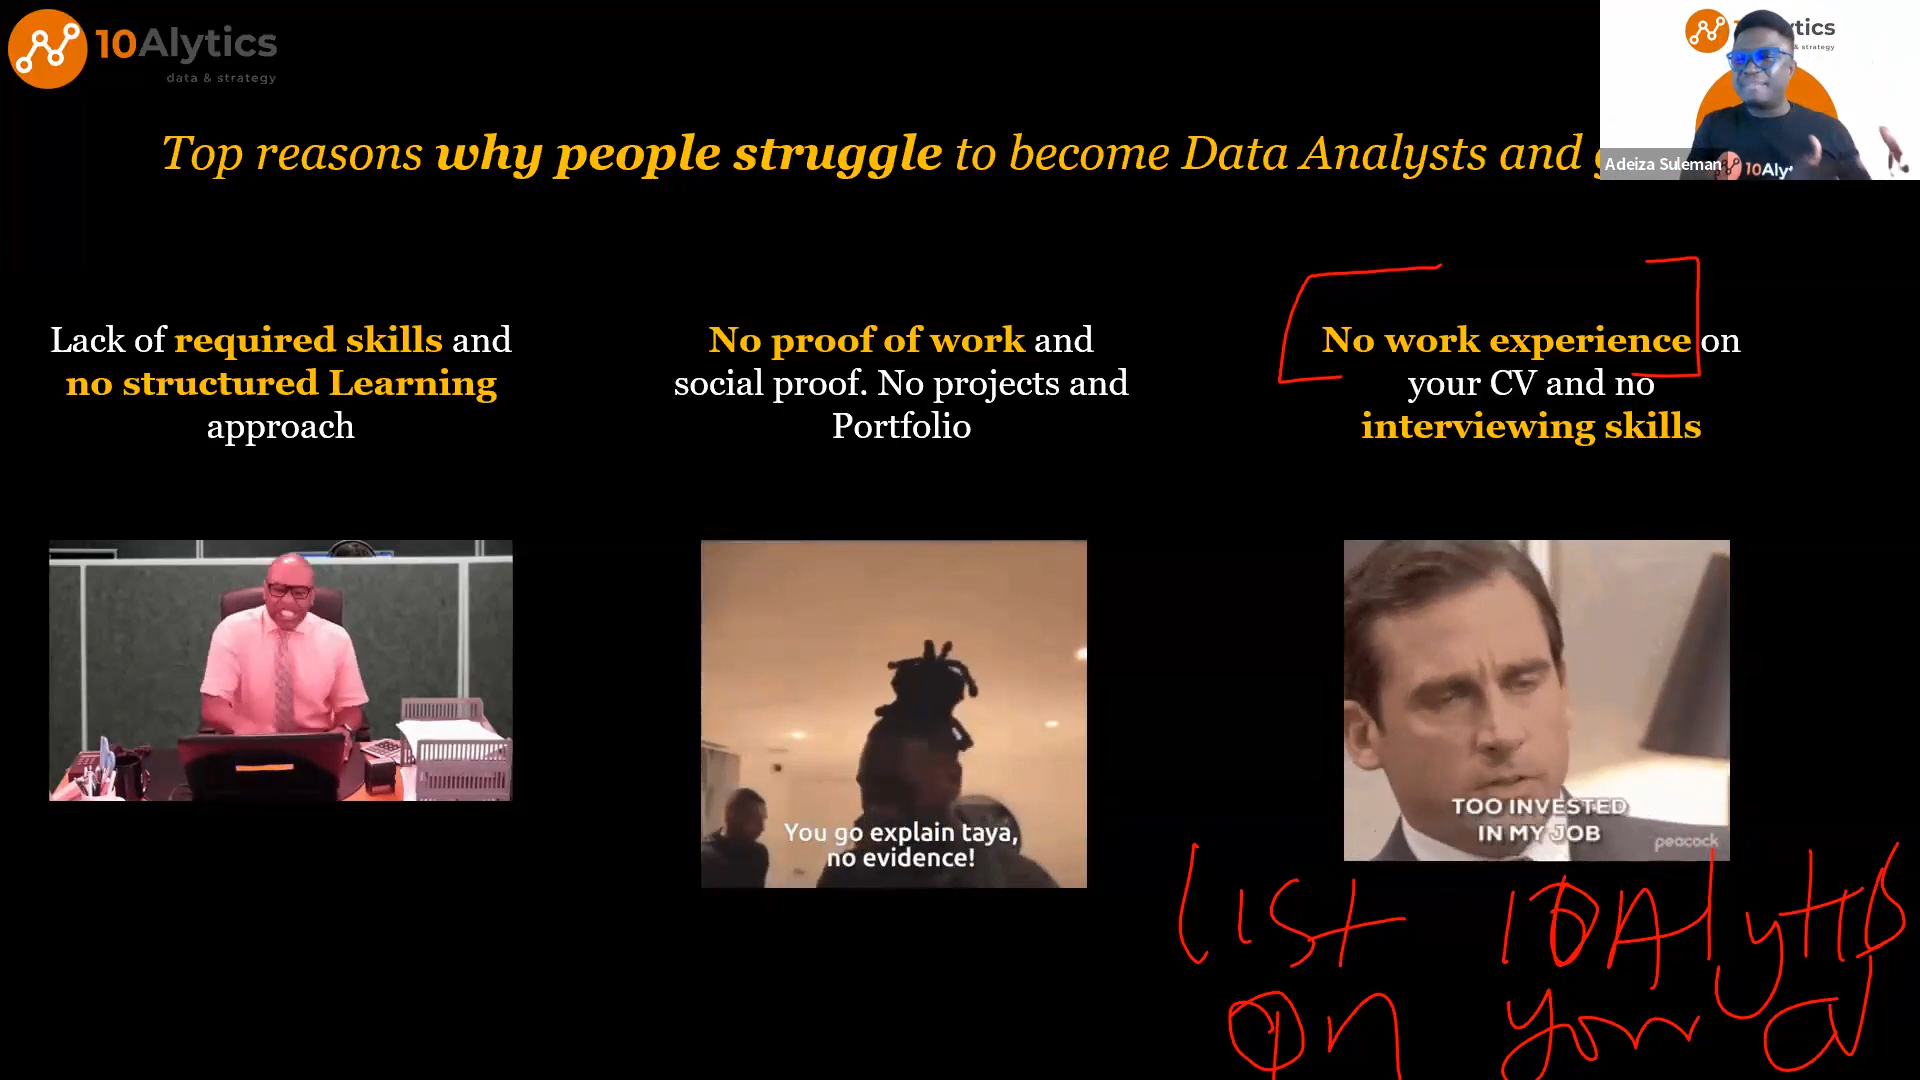 10Alytics
data & strategy
10Alytics
& strategy
Adeiza Suleman
10Aly
Top reasons why people struggle to become Data Analysts and
Lack of required skills and
no structured Learning
approach
No proof of work and
social proof. No projects and
Portfolio
No work experience on
your CV and no
interviewing skills
You go explain taya,
no evidence!
TOO INVESTED
IN MY JOB
peacock
List 10Alytics
on your CV